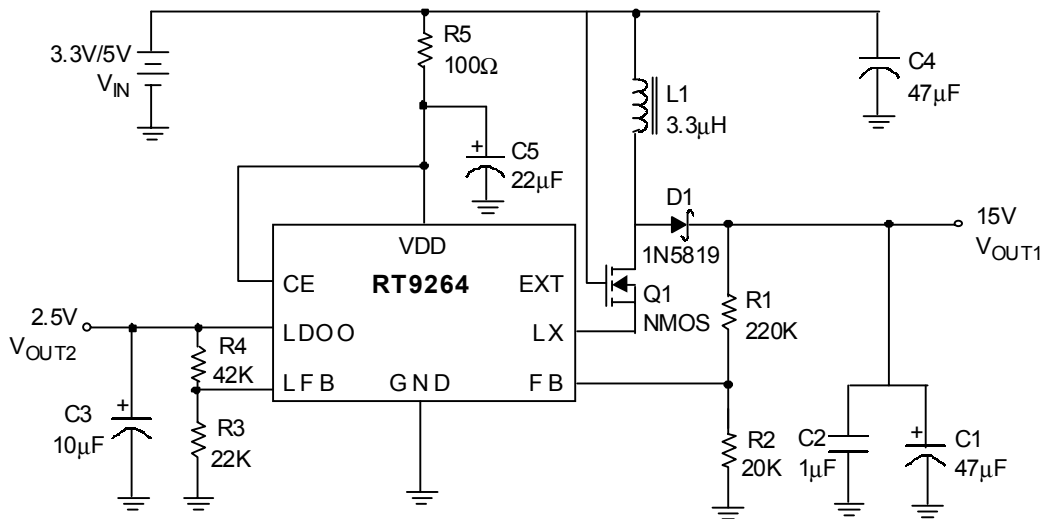 3.3V/5V
VIN
R5
100Ω
C4
47µF
L1
3.3µH
+
C5
22µF
D1
1N5819
15V
VOUT1
VDD
RT9264
CE
EXT
Q1
NMOS
R1
220K
2.5V
VOUT2
LDOO
LX
R4
42K
LFB
GND
FB
C3
+
10µF
R3
22K
R2
20K
C2
1µF
+
C1
47µF